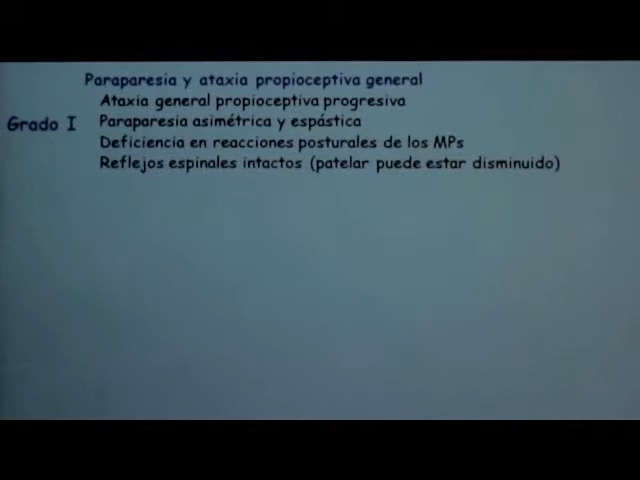 Paraparesia y ataxia propioceptiva general
Ataxia general propioceptiva progresiva
Grado I Paraparesia asimétrica y espástica
Deficiencia en reacciones posturales de los MPs
Reflejos espinales intactos (patelar puede estar disminuido)